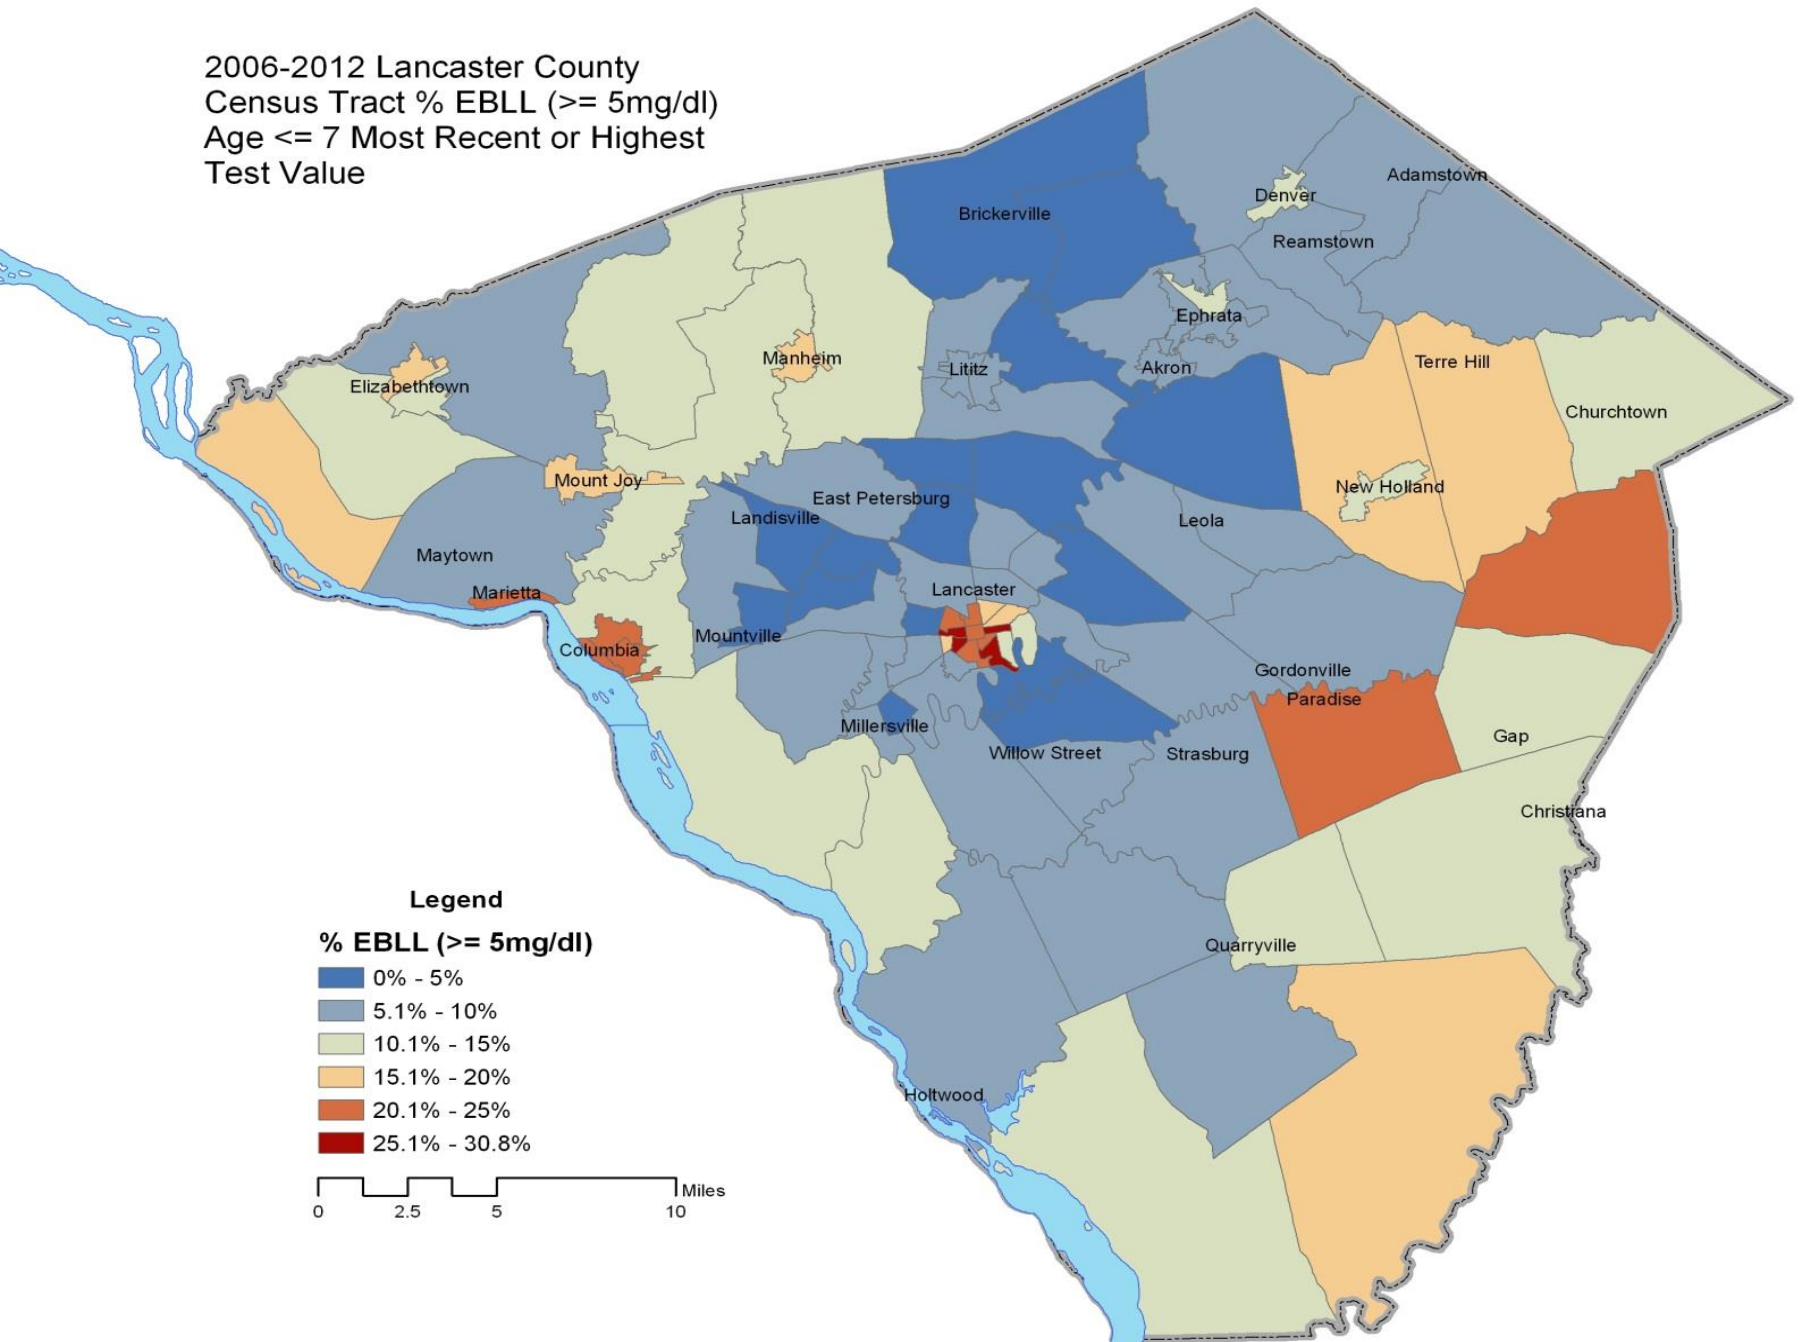 2006-2012 Lancaster County
Census Tract % EBLL (>= 5mg/dl)
Age <= 7 Most Recent or Highest
Test Value
Adamstown
Denver
Brickerville
Reamstown
Ephrata
Manheim
Terre Hill
Lititz
Akron
Elizabethtown
Churchtown
Mount Joy
New Holland
East Petersburg
Landisville
Leola
Maytown
Lancaster
Marietta
Mountville
Columbia
Gordonville
Paradise
Millersville
Gap
Willow Street
Strasburg
Christiana
Quarryville
Holtwood
Legend
% EBLL (>= 5mg/dl)
0% - 5%
5.1% - 10%
10.1% - 15%
15.1% - 20%
20.1% - 25%
25.1% - 30.8%
Miles
0 2.5 5 10